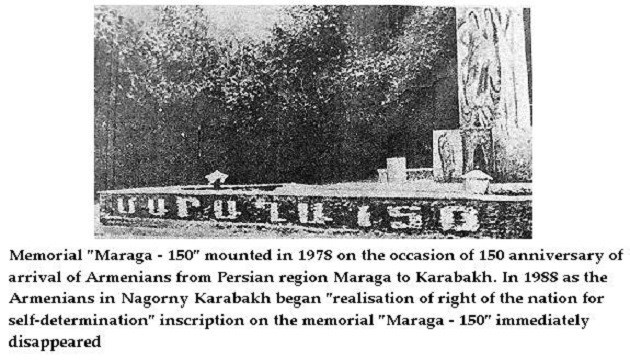 ՄԱՐԱՂԱ 150
Memorial "Maraga - 150" mounted in 1978 on the occasion of 150 anniversary of
arrival of Armenians from Persian region Maraga to Karabakh. In 1988 as the
Armenians in Nagorny Karabakh began "realisation of right of the nation for
self-determination" inscription on the memorial "Maraga - 150" immediately
disappeared